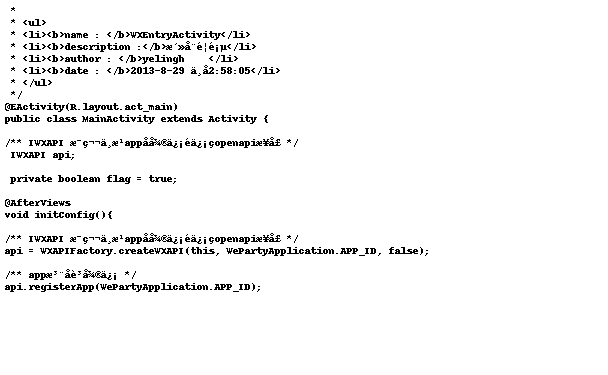 *
* <ul>
* <li><b>name : </b>WXEntryActivity</li>
* <li><b>description :</b>æ´»å¨é¦é¡µ</li>
* <li><b>author : </b>yelingh </li>
* <li><b>date : </b>2013-8-29 ä¸å2:58:05</li>
* </ul>
*/
@EActivity(R.layout.act_main)
public class MainActivity extends Activity {
/** IWXAPI æ¯ç¬¬ä¸æ¹appåå¾®ä¿¡éä¿¡çopenapiæ¥å£ */
IWXAPI api;
private boolean flag = true;
@AfterViews
void initConfig(){
/** IWXAPI æ¯ç¬¬ä¸æ¹appåå¾®ä¿¡éä¿¡çopenapiæ¥å£ */
api = WXAPIFactory.createWXAPI(this, WePartyApplication.APP_ID, false);
/** appæ³¨åè³å¾®ä¿¡ */
api.registerApp(WePartyApplication.APP_ID);